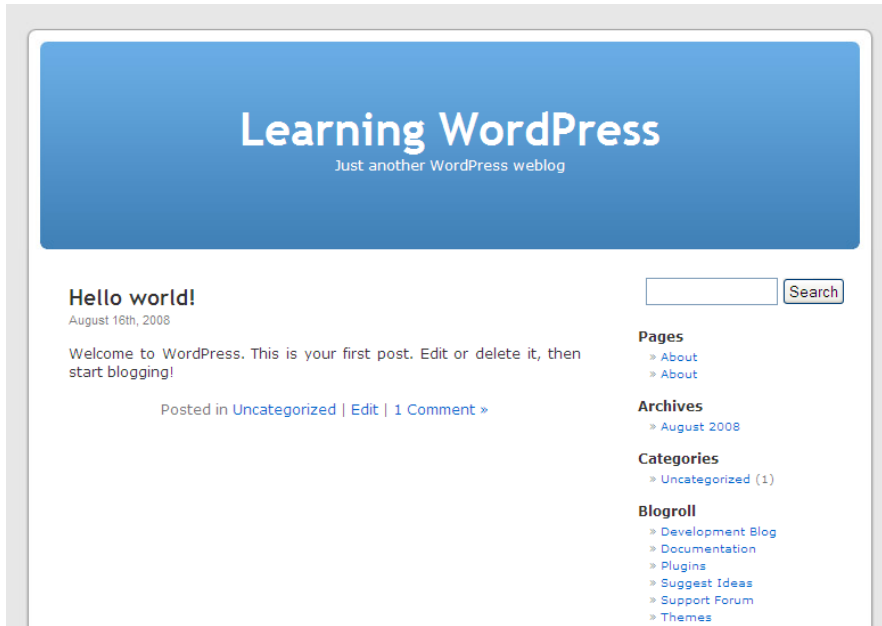 Learning WordPress
Just another WordPress weblog
Hello world!
August 16th, 2008
Welcome to WordPress. This is your first post. Edit or delete it, then
start blogging!
Posted in Uncategorized | Edit | 1 Comment »
Search
Pages
» About
» About
Archives
» August 2008
Categories
» Uncategorized (1)
Blogroll
» Development Blog
» Documentation
» Plugins
» Suggest Ideas
» Support Forum
» Themes